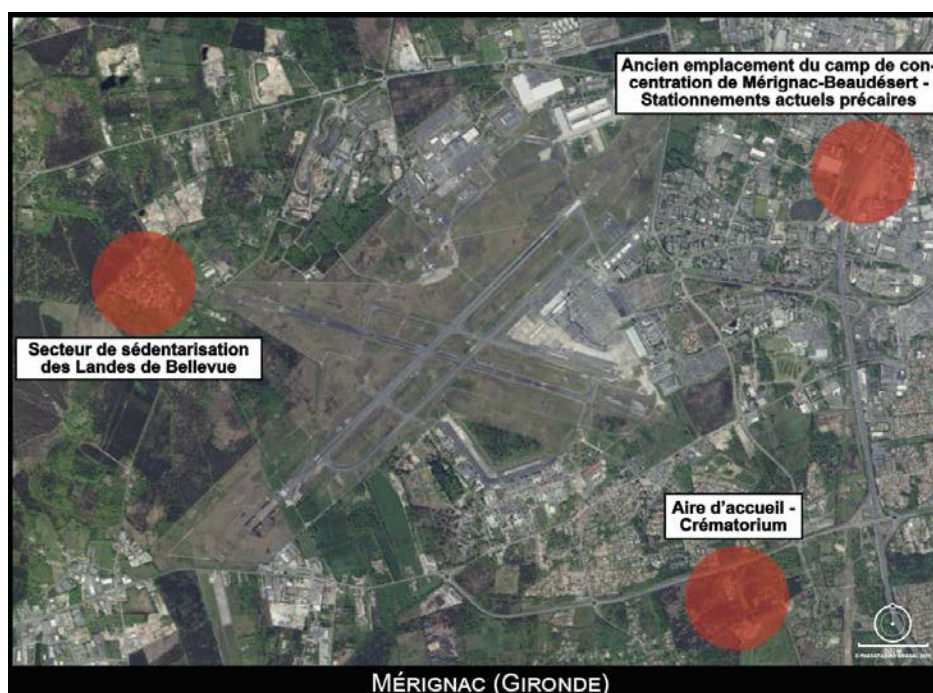 Ancien emplacement du camp de con-
centration de Mérignac-Beaudésert -
Stationnements actuels précaires
Secteur de sédentarisation
des Landes de Bellevue
Aire d'accueil -
Crématorium
MÉRIGNAC (GIRONDE)